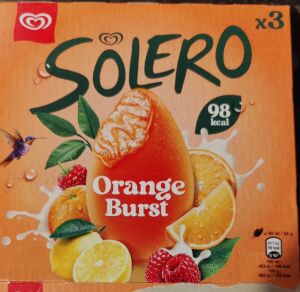 x3
SOLERO
98
kcal
Orange
Burst